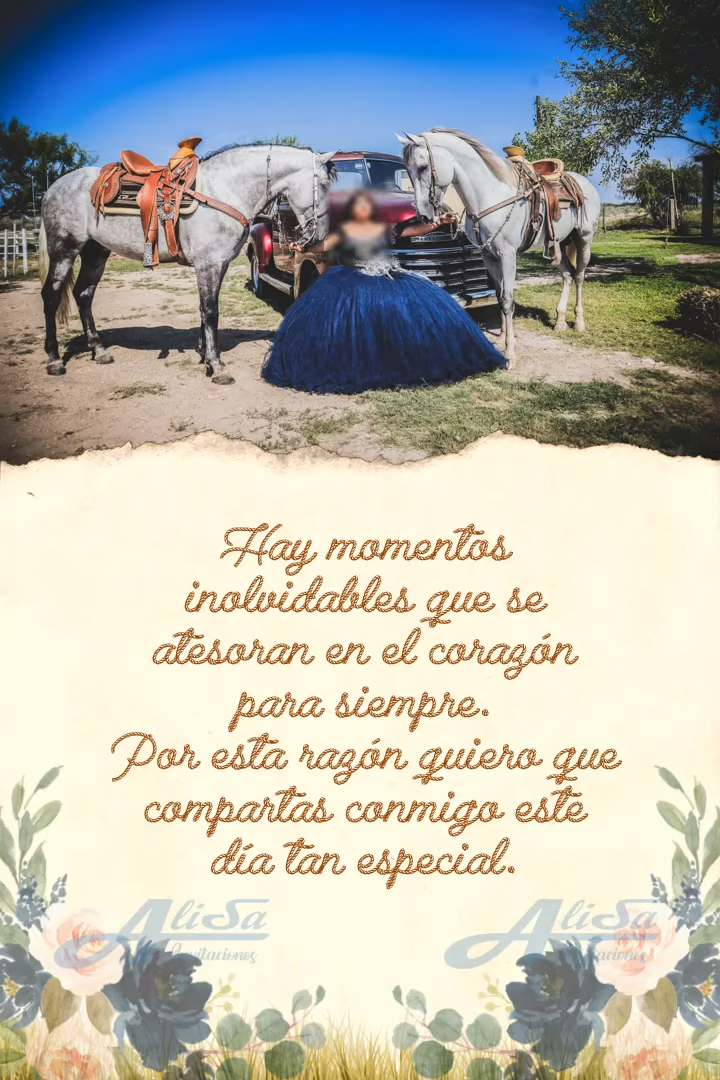 Hay momentos
inolvidables que se
atesoran en el corazón
para siempre.
Por esta razón quiero que
compartas conmigo este
día tan especial.
AliSa AliSa
Invitaciones Invitaciones